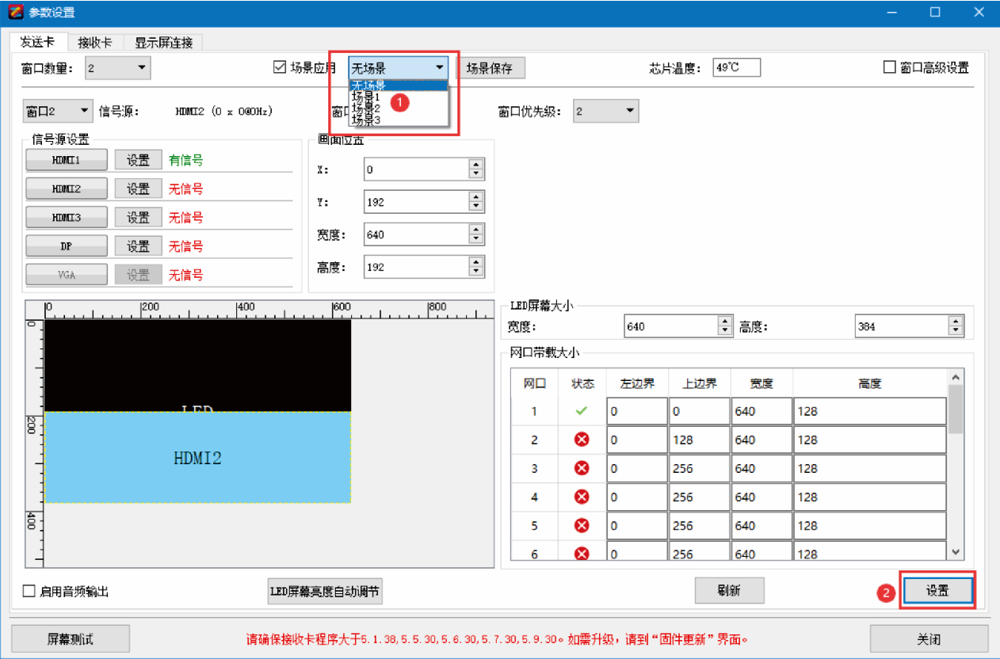 参数设置
发送卡 接收卡 显示屏连接
窗口数量: 2 场景应用 无场景 场景保存 芯片温度: 49℃ 窗口高级设置
无场景
场景1
场景2
场景3
1
窗口2 信号源: HDMI2 (0 x 0@0Hz) 窗口 窗口优先级: 2
信号源设置
HDMI1 设置 有信号
HDMI2 设置 无信号
HDMI3 设置 无信号
DP 设置 无信号
VGA 设置 无信号
画面位置
X: 0
Y: 192
宽度: 640
高度: 192
0 200 400 600 800
0
200
400
LED
HDMI2
LED屏幕大小
宽度: 640 高度: 384
网口带载大小
网口 状态 左边界 上边界 宽度 高度
1 0 0 640 128
2 0 128 640 128
3 0 256 640 128
4 0 256 640 128
5 0 256 640 128
6 0 256 640 128
启用音频输出 LED屏幕亮度自动调节 刷新 2 设置
屏幕测试 请确保接收卡程序大于5.1.38,5.5.30,5.6.30,5.7.30,5.9.30。如需升级，请到“固件更新”界面。 关闭